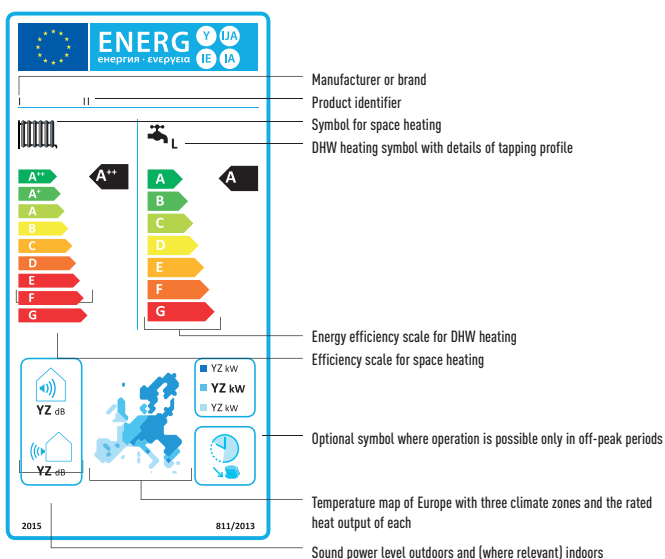 ENERG Y IJA
енергия · ενεργεια IE IA
Manufacturer or brand
I II
Product identifier
Symbol for space heating
L
DHW heating symbol with details of tapping profile
A++ A++ A A
A+ B
A C
B D
C E
D F
E G
F
G
Energy efficiency scale for DHW heating
Efficiency scale for space heating
YZ kW
YZ kW
YZ kW
YZ dB
YZ dB
Optional symbol where operation is possible only in off-peak periods
Temperature map of Europe with three climate zones and the rated
heat output of each
2015 811/2013
Sound power level outdoors and (where relevant) indoors